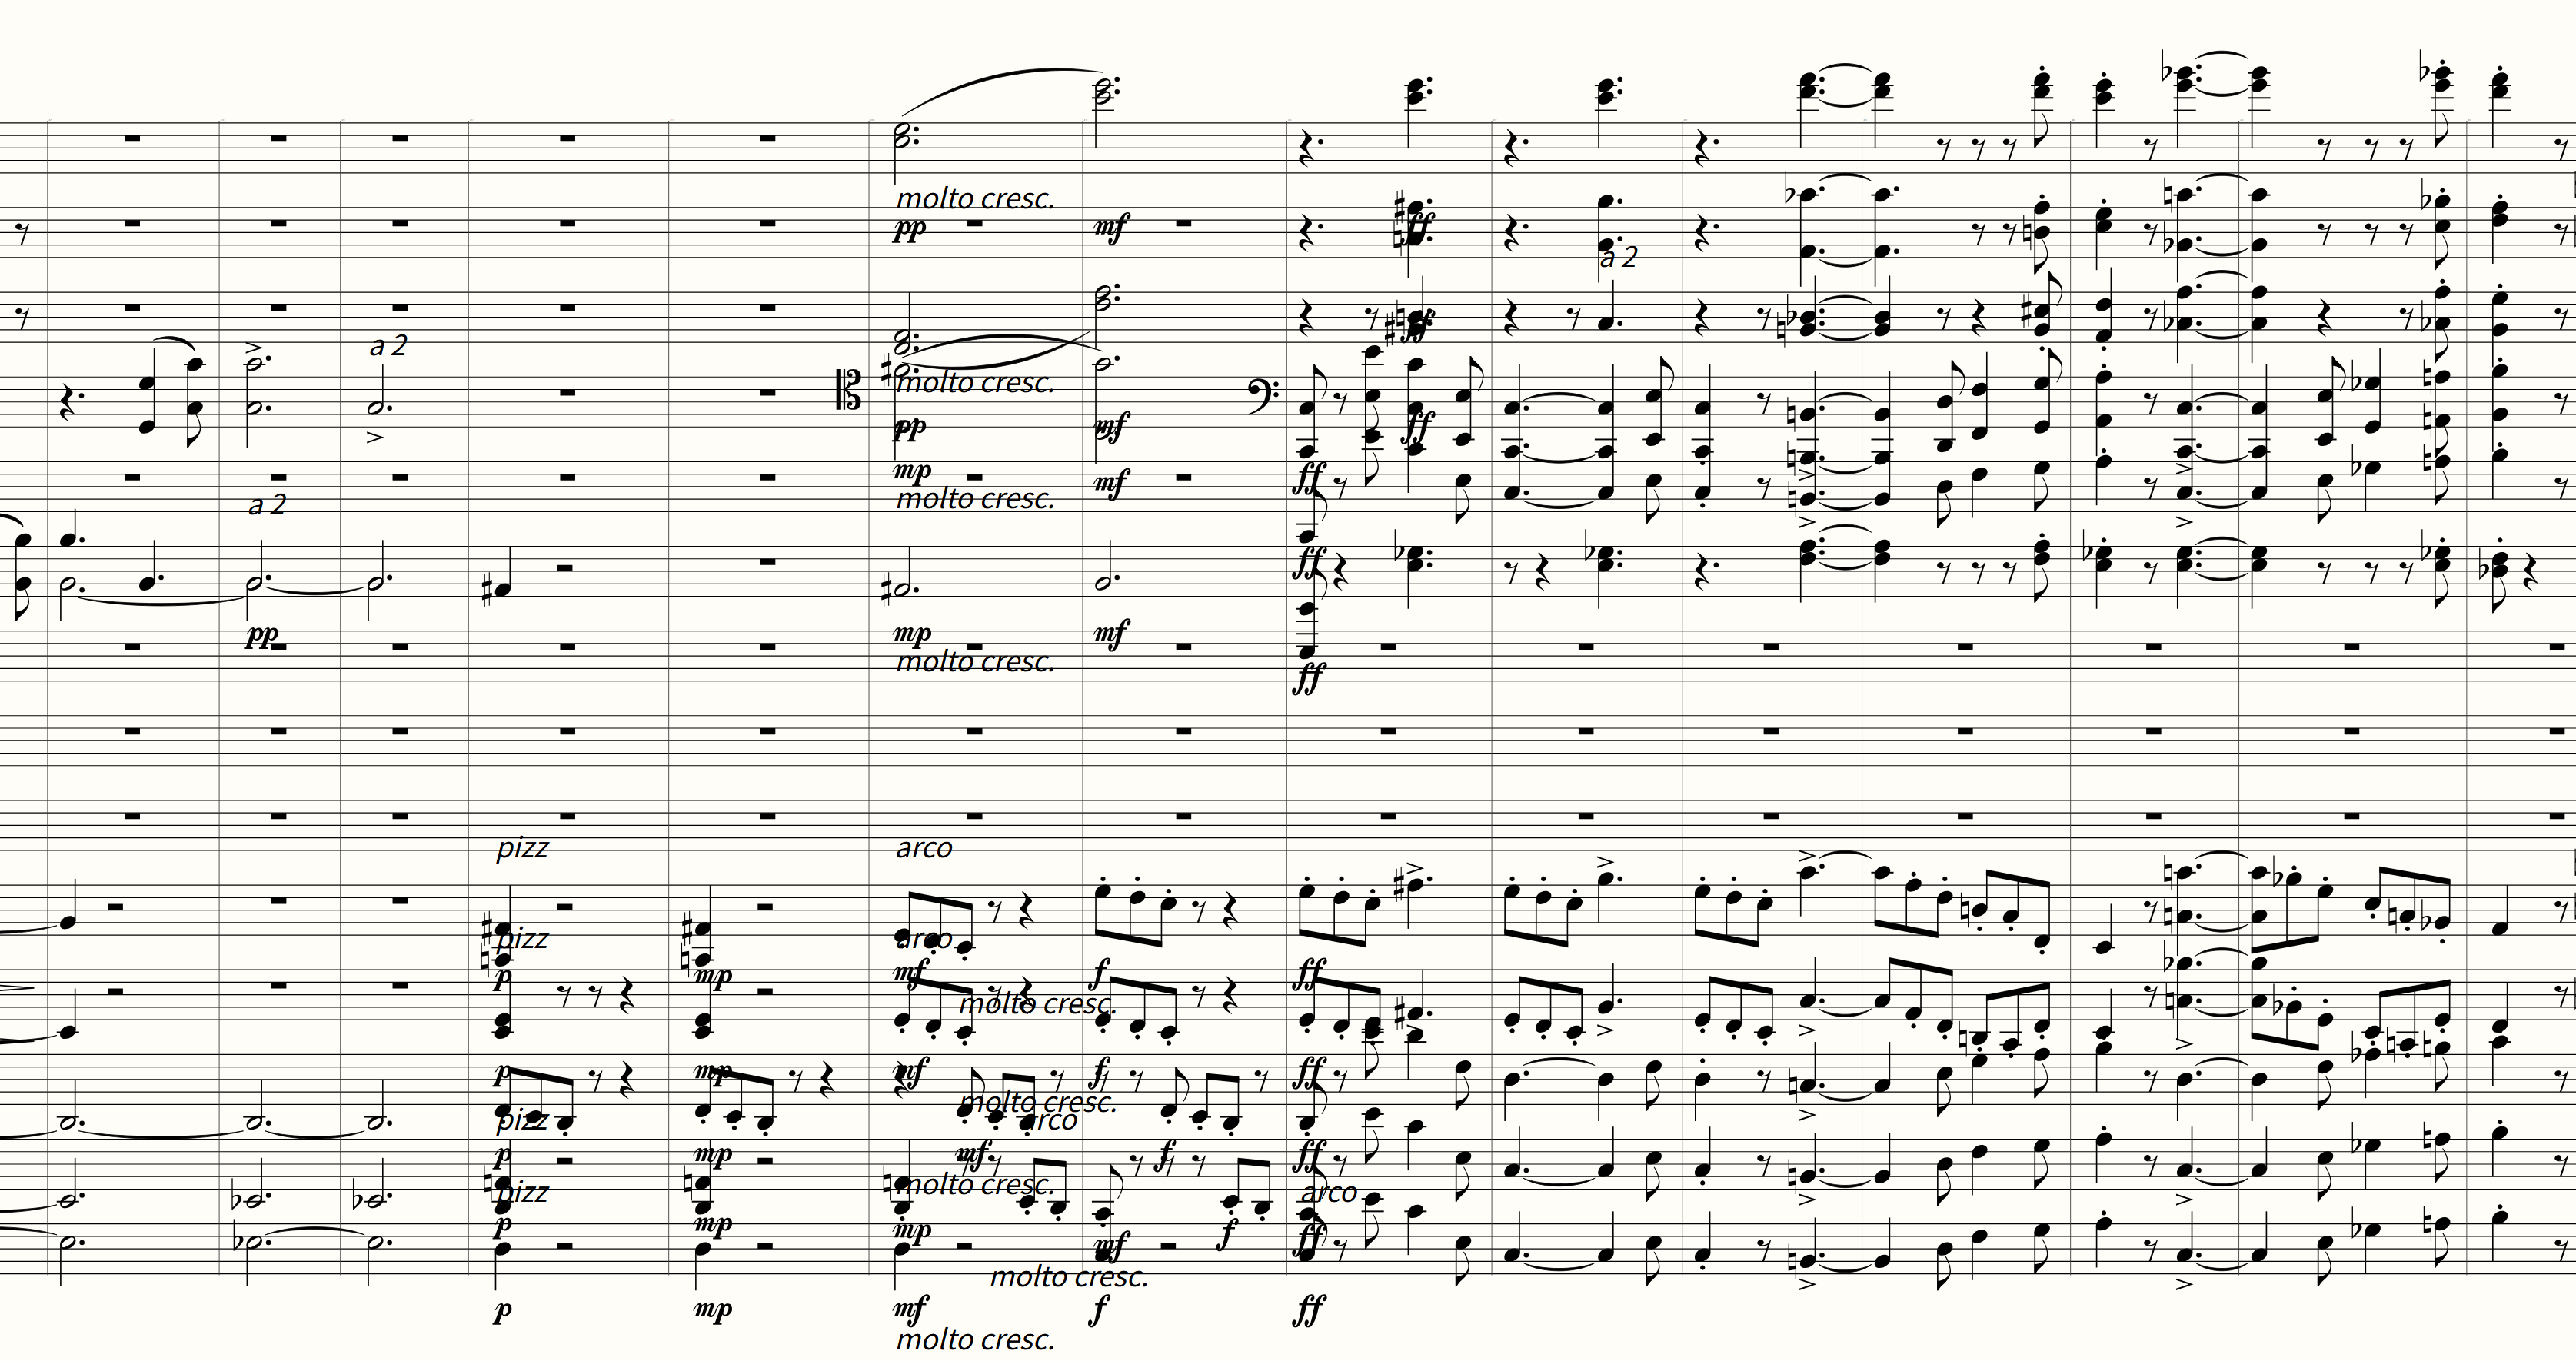 molto cresc.
pp mf ff
a 2
ff
a 2
molto cresc.
pp mf ff
mp mf ff
molto cresc.
a 2
ff
pp mp mf
molto cresc.
ff
pizz arco
pizz arco
p mp mf f ff
molto cresc.
p mp mf f ff
molto cresc.
pizz arco
p mp mf f ff
molto cresc.
pizz arco
p mp mp mf f ff
molto cresc.
p mp mf f ff
molto cresc.